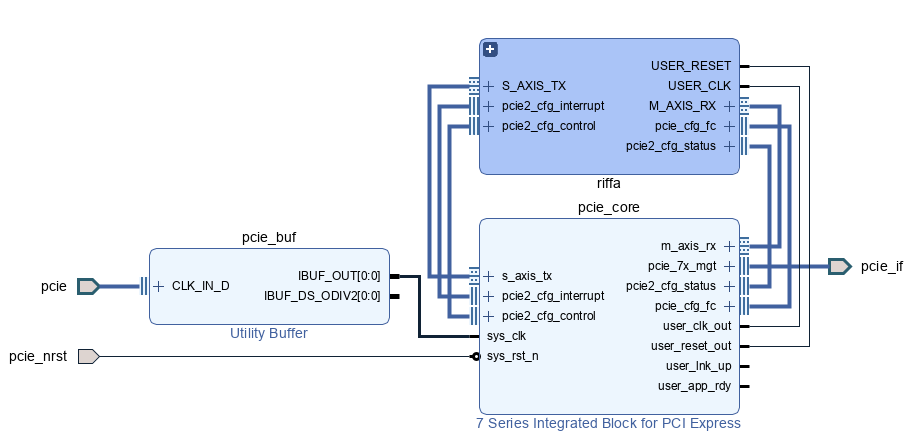 USER_RESET
S_AXIS_TX
USER_CLK
pcie2_cfg_interrupt
M_AXIS_RX
pcie2_cfg_control
pcie_cfg_fc
pcie2_cfg_status
riffa
pcie_core
pcie_buf
pcie
CLK_IN_D
IBUF_OUT[0:0]
IBUF_DS_ODIV2[0:0]
Utility Buffer
pcie_nrst
m_axis_rx
s_axis_tx
pcie_7x_mgt
pcie2_cfg_interrupt
pcie2_cfg_status
pcie2_cfg_control
pcie_cfg_fc
sys_clk
user_clk_out
sys_rst_n
user_reset_out
user_lnk_up
user_app_rdy
7 Series Integrated Block for PCI Express
pcie_if